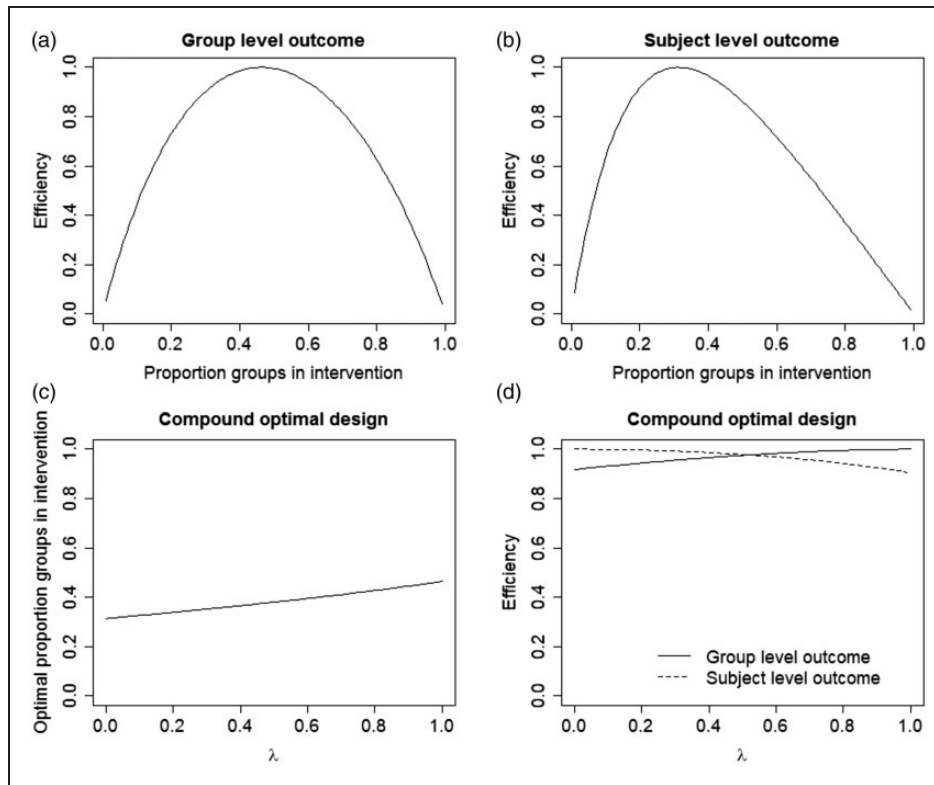 (a)
Group level outcome
Efficiency
0.0 0.2 0.4 0.6 0.8 1.0
0.0 0.2 0.4 0.6 0.8 1.0
Proportion groups in intervention
(b)
Subject level outcome
Efficiency
0.0 0.2 0.4 0.6 0.8 1.0
0.0 0.2 0.4 0.6 0.8 1.0
Proportion groups in intervention
(c)
Compound optimal design
Optimal proportion groups in intervention
0.0 0.2 0.4 0.6 0.8 1.0
0.0 0.2 0.4 0.6 0.8 1.0
λ
(d)
Compound optimal design
Efficiency
0.0 0.2 0.4 0.6 0.8 1.0
Group level outcome
Subject level outcome
0.0 0.2 0.4 0.6 0.8 1.0
λ